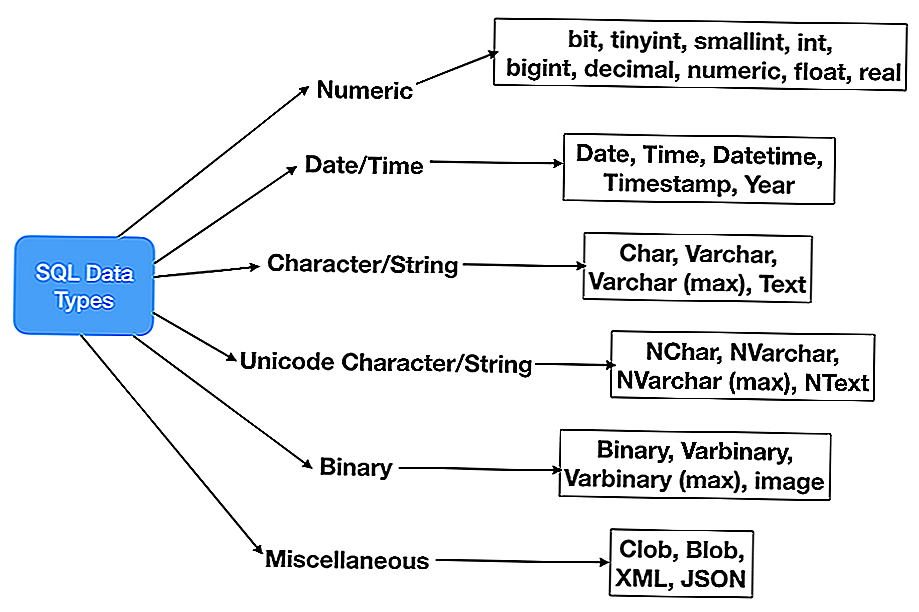 bit, tinyint, smallint, int,
bigint, decimal, numeric, float, real
Numeric
Date, Time, Datetime,
Timestamp, Year
Date/Time
SQL Data
Types
Character/String
Char, Varchar,
Varchar (max), Text
Unicode Character/String
NChar, NVarchar,
NVarchar (max), NText
Binary
Binary, Varbinary,
Varbinary (max), image
Miscellaneous
Clob, Blob,
XML, JSON